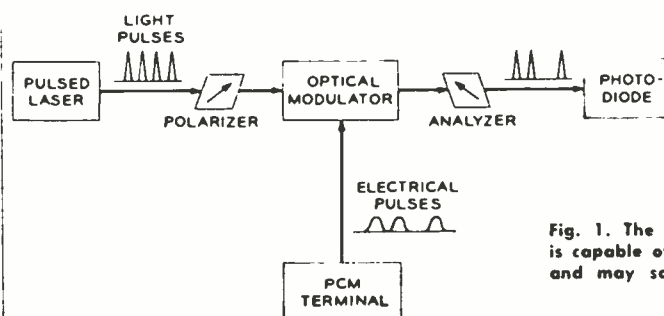 LIGHT
PULSES
PULSED
LASER
POLARIZER
OPTICAL
MODULATOR
ANALYZER
PHOTO-
DIODE
ELECTRICAL
PULSES
PCM
TERMINAL
Fig. 1. The
is capable o
and may sc